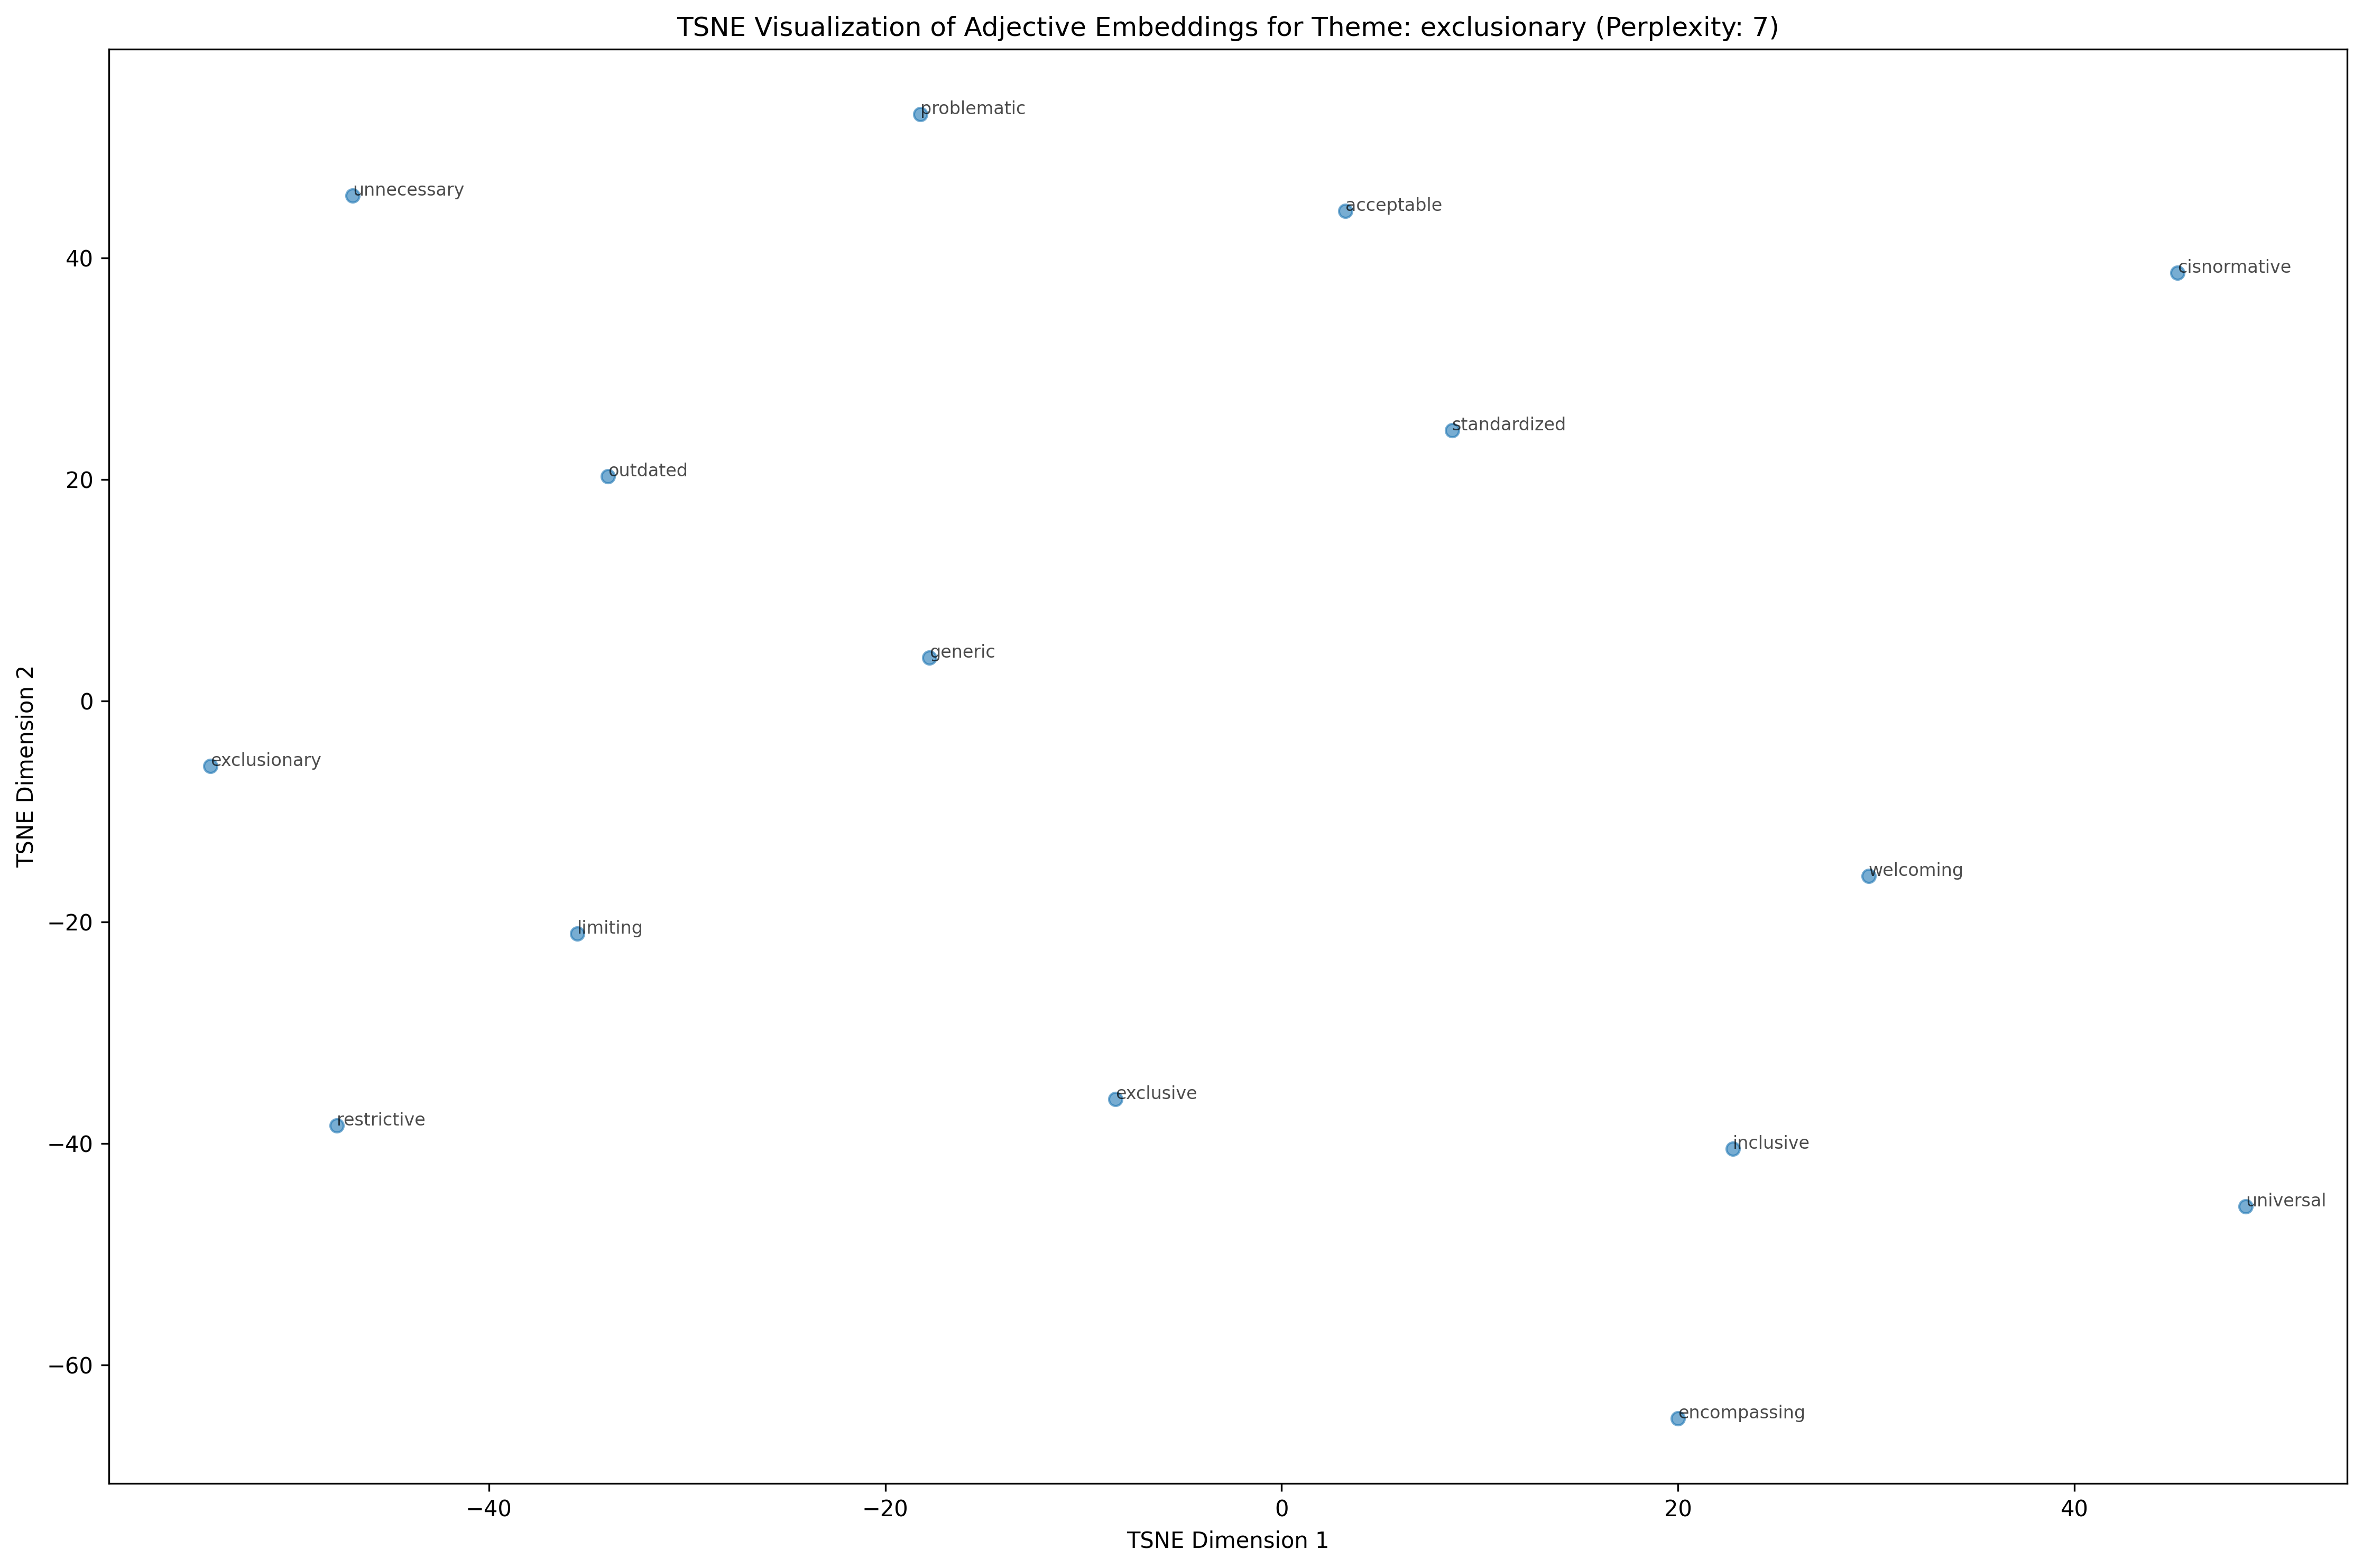 TSNE Visualization of Adjective Embeddings for Theme: exclusionary (Perplexity: 7)
problematic
unnecessary
acceptable
cisnormative
standardized
outdated
generic
exclusionary
welcoming
limiting
exclusive
restrictive
inclusive
universal
encompassing
40
20
0
−20
−40
−60
TSNE Dimension 2
−40
−20
0
20
40
TSNE Dimension 1